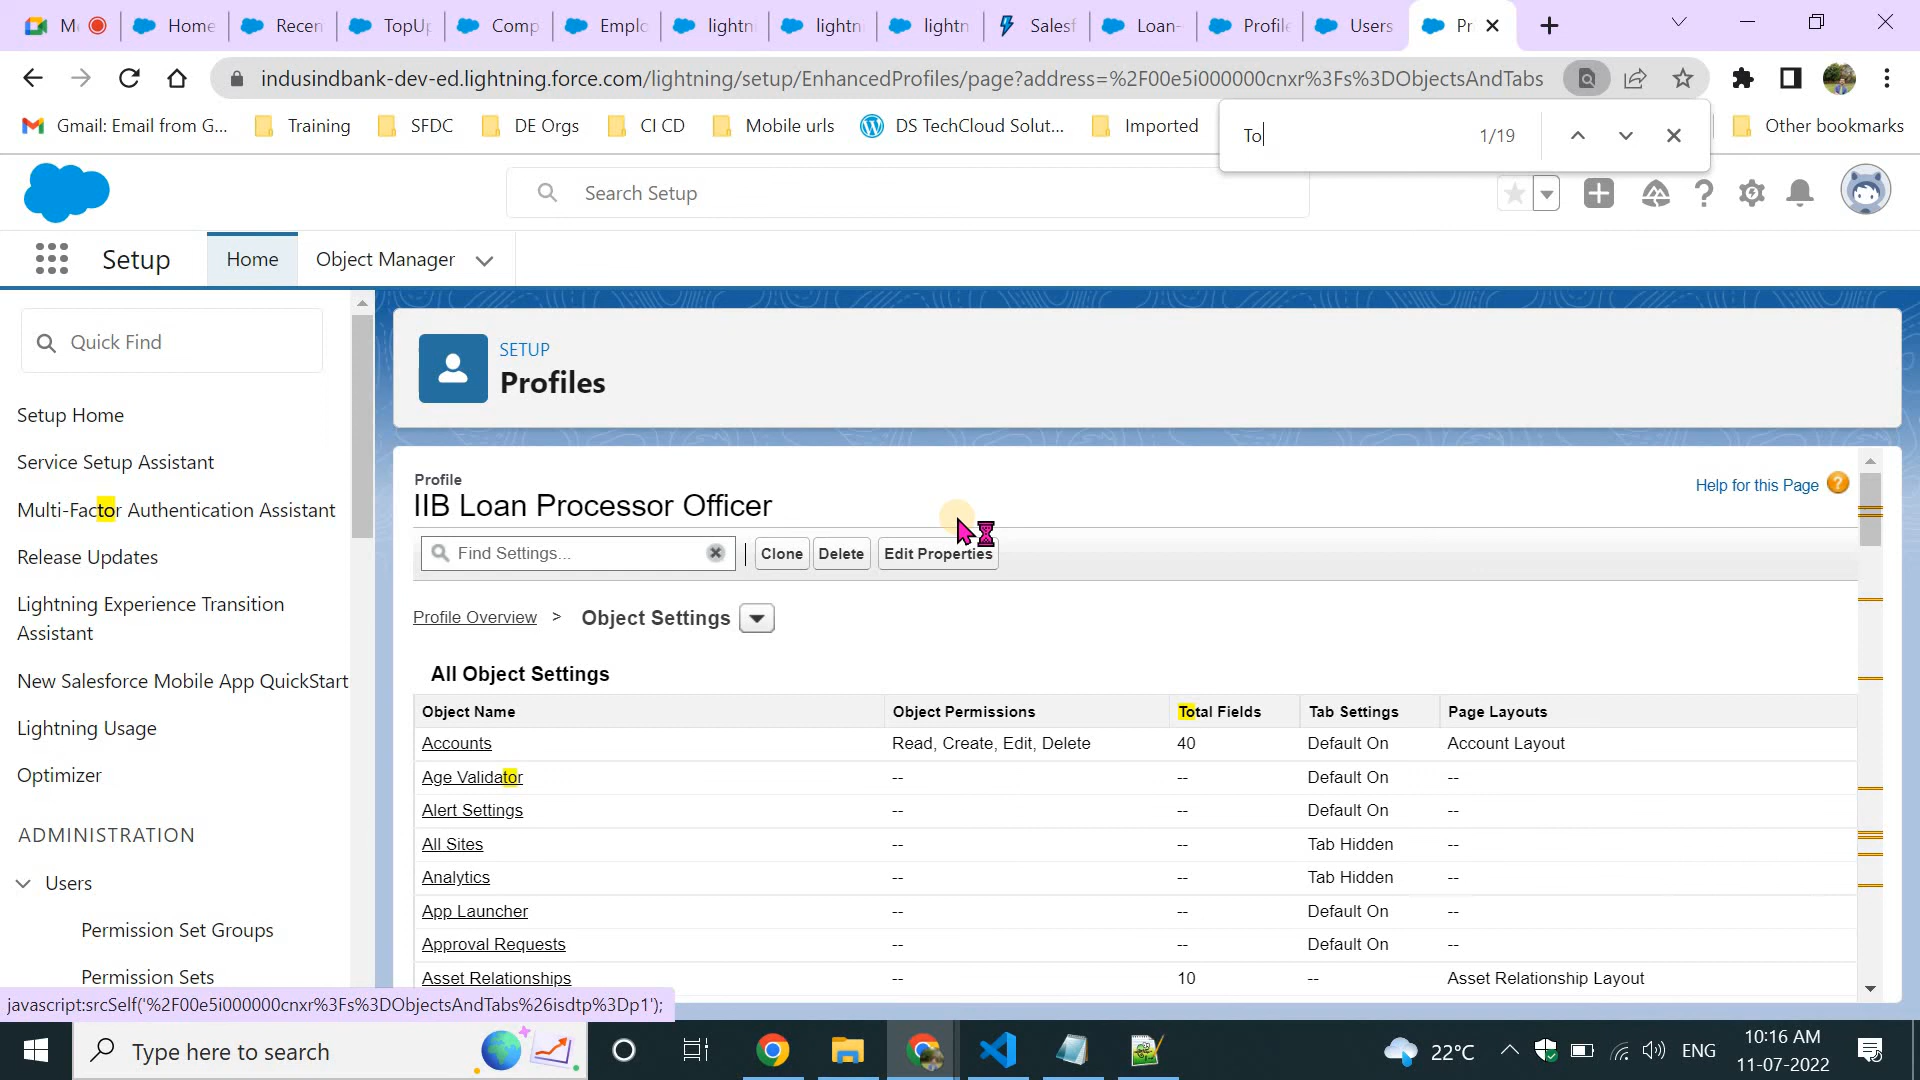 M
Home
Recen
TopUp
Comp
Emplo
lightni
lightni
lightn
Salesf
Loan-
Profile
Users
Pr
indusindbank-dev-ed.lightning.force.com/lightning/setup/EnhancedProfiles/page?address=%2F00e5i000000cnxr%3Fs%3DObjectsAndTabs
Gmail: Email from G...
Training
SFDC
DE Orgs
CI CD
Mobile urls
DS TechCloud Solut...
Imported
Other bookmarks
To
1/19
Search Setup
Setup
Home
Object Manager
Quick Find
Setup Home
Service Setup Assistant
Multi-Factor Authentication Assistant
Release Updates
Lightning Experience Transition
Assistant
New Salesforce Mobile App QuickStart
Lightning Usage
Optimizer
ADMINISTRATION
Users
Permission Set Groups
Permission Sets
SETUP
Profiles
Profile
IIB Loan Processor Officer
Help for this Page
?
Find Settings...
Clone
Delete
Edit Properties
Profile Overview > Object Settings
All Object Settings
Object Name Object Permissions Total Fields Tab Settings Page Layouts
Accounts Read, Create, Edit, Delete 40 Default On Account Layout
Age Validator -- -- Default On --
Alert Settings -- -- Default On --
All Sites -- -- Tab Hidden --
Analytics -- -- Tab Hidden --
App Launcher -- -- Default On --
Approval Requests -- -- Default On --
Asset Relationships -- 10 -- Asset Relationship Layout
javascript:srcSelf('%2F00e5i000000cnxr%3Fs%3DObjectsAndTabs%26isdtp%3Dp1');
Type here to search
22°C
ENG
10:16 AM
11-07-2022